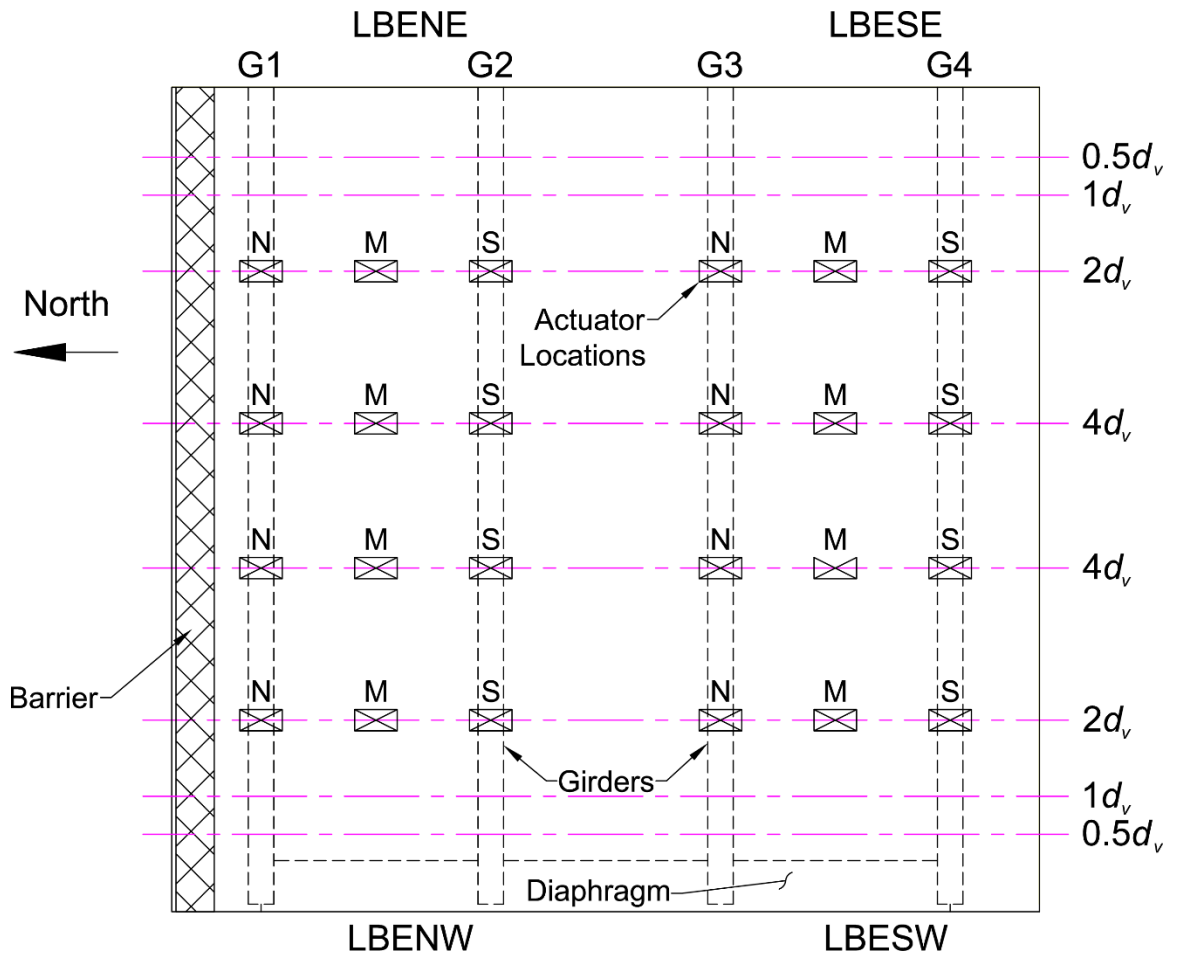 LBENE LBESE
G1 G2 G3 G4
0.5dᵥ
1dᵥ
N M S N M S
2dᵥ
North
Actuator
Locations
N M S N M S
4dᵥ
N M S N M S
4dᵥ
Barrier
N M S N M S
2dᵥ
Girders
1dᵥ
0.5dᵥ
Diaphragm
LBENW LBESW